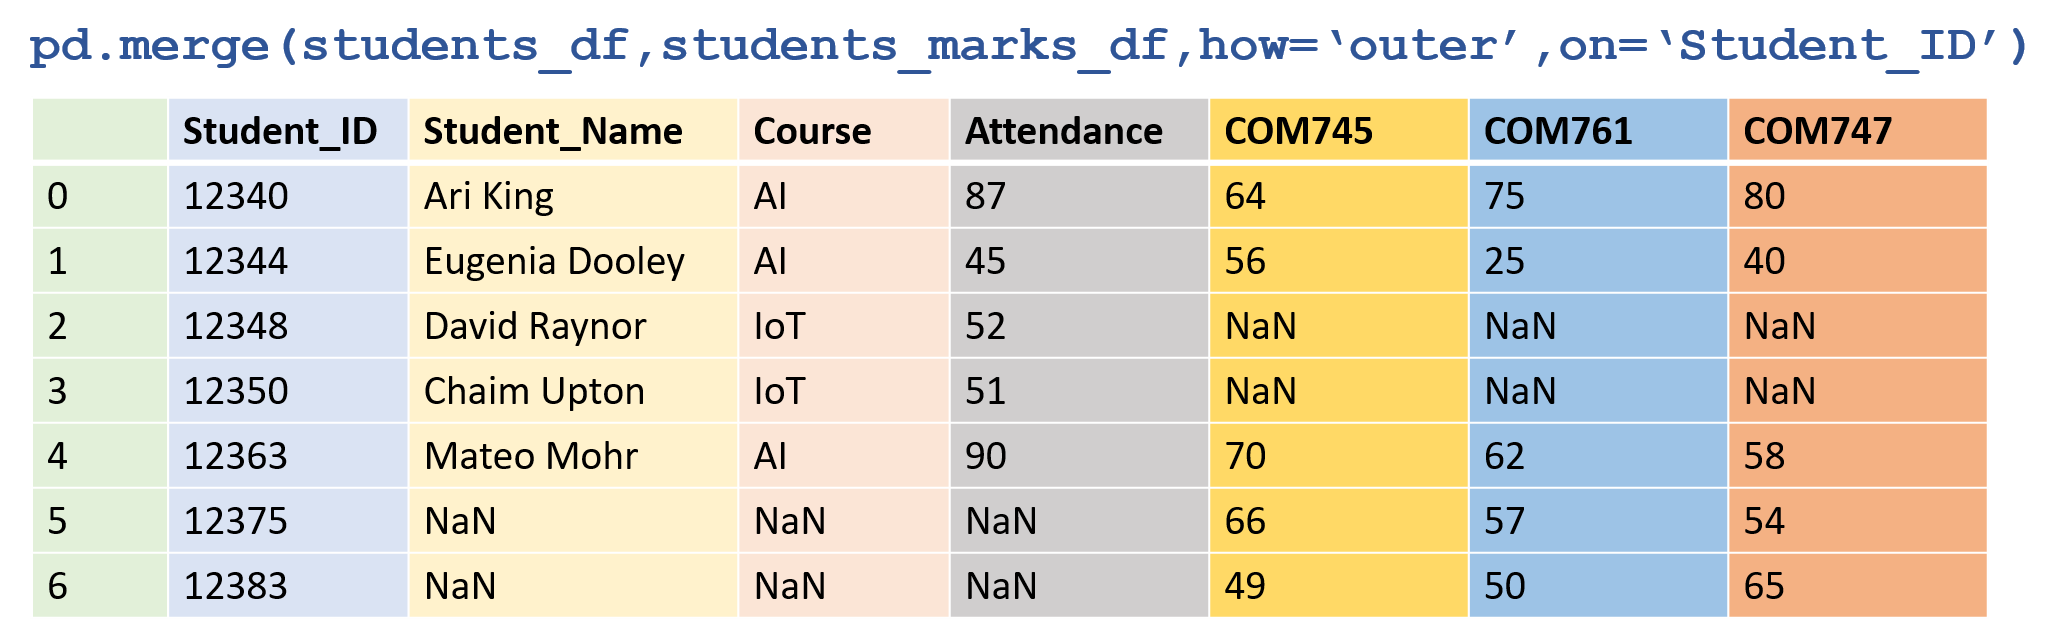 pd.merge(students_df,students_marks_df,how=‘outer’,on=‘Student_ID’)
Student_ID Student_Name Course Attendance COM745 COM761 COM747
0 12340 Ari King AI 87 64 75 80
1 12344 Eugenia Dooley AI 45 56 25 40
2 12348 David Raynor IoT 52 NaN NaN NaN
3 12350 Chaim Upton IoT 51 NaN NaN NaN
4 12363 Mateo Mohr AI 90 70 62 58
5 12375 NaN NaN NaN 66 57 54
6 12383 NaN NaN NaN 49 50 65